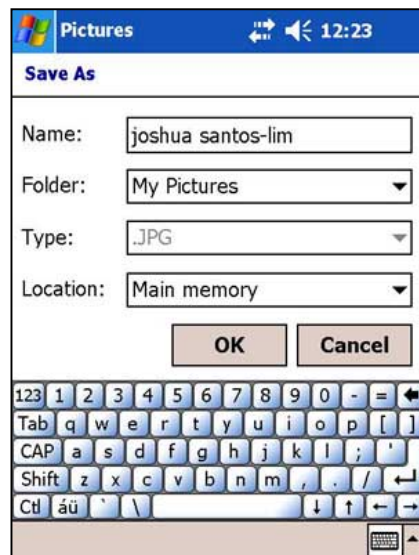 Pictures 12:23
Save As
Name: joshua santos-lim
Folder: My Pictures
Type: .JPG
Location: Main memory
OK Cancel
123 1 2 3 4 5 6 7 8 9 0 - =
Tab q w e r t y u i o p [ ]
CAP a s d f g h j k l ; '
Shift z x c v b n m , . /
Ctl áü ` \